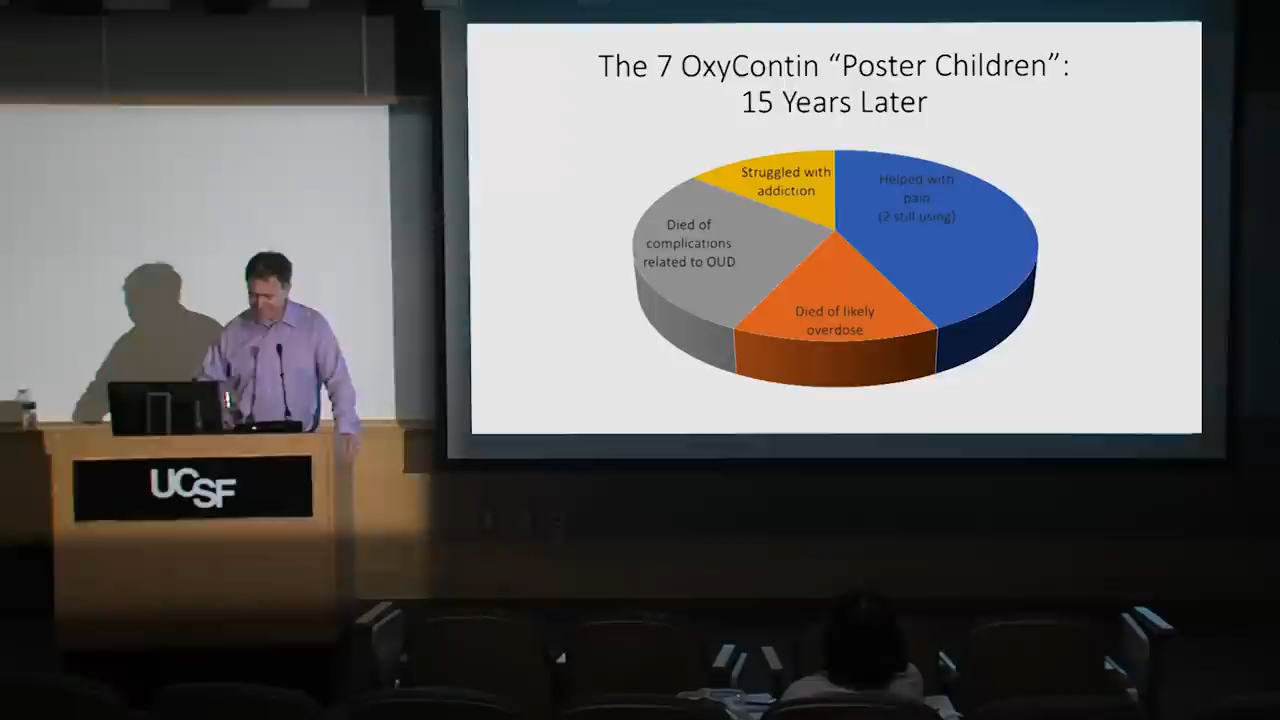 The 7 OxyContin “Poster Children”:
15 Years Later
Struggled with
addiction
Helped with
pain
(2 still using)
Died of
complications
related to OUD
Died of likely
overdose
UCSF